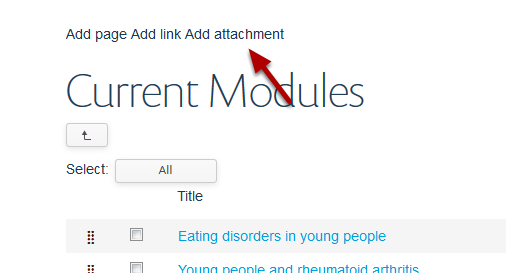 Add page Add link Add attachment
Current Modules
Select: All
Title
Eating disorders in young people
Young people and rheumatoid arthritis